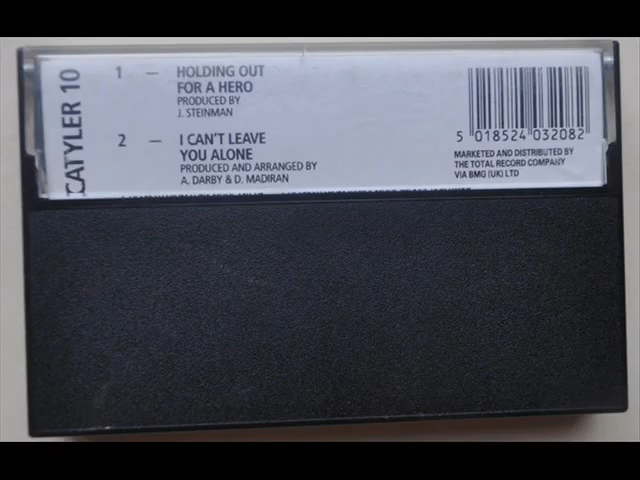 CATYLER 10
1 — HOLDING OUT
FOR A HERO
PRODUCED BY
J. STEINMAN
2 — I CAN'T LEAVE
YOU ALONE
PRODUCED AND ARRANGED BY
A. DARBY & D. MADIRAN
5 018524 032082
MARKETED AND DISTRIBUTED BY
THE TOTAL RECORD COMPANY
VIA BMG (UK) LTD